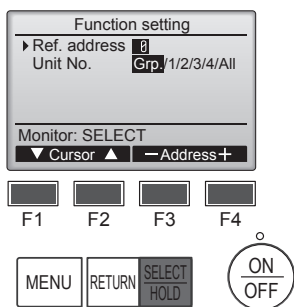 Function setting
Ref. address 0
Unit No. Grp./1/2/3/4/All
Monitor: SELECT
▼ Cursor ▲ −Address+
F1 F2 F3 F4
MENU RETURN SELECT HOLD ON OFF